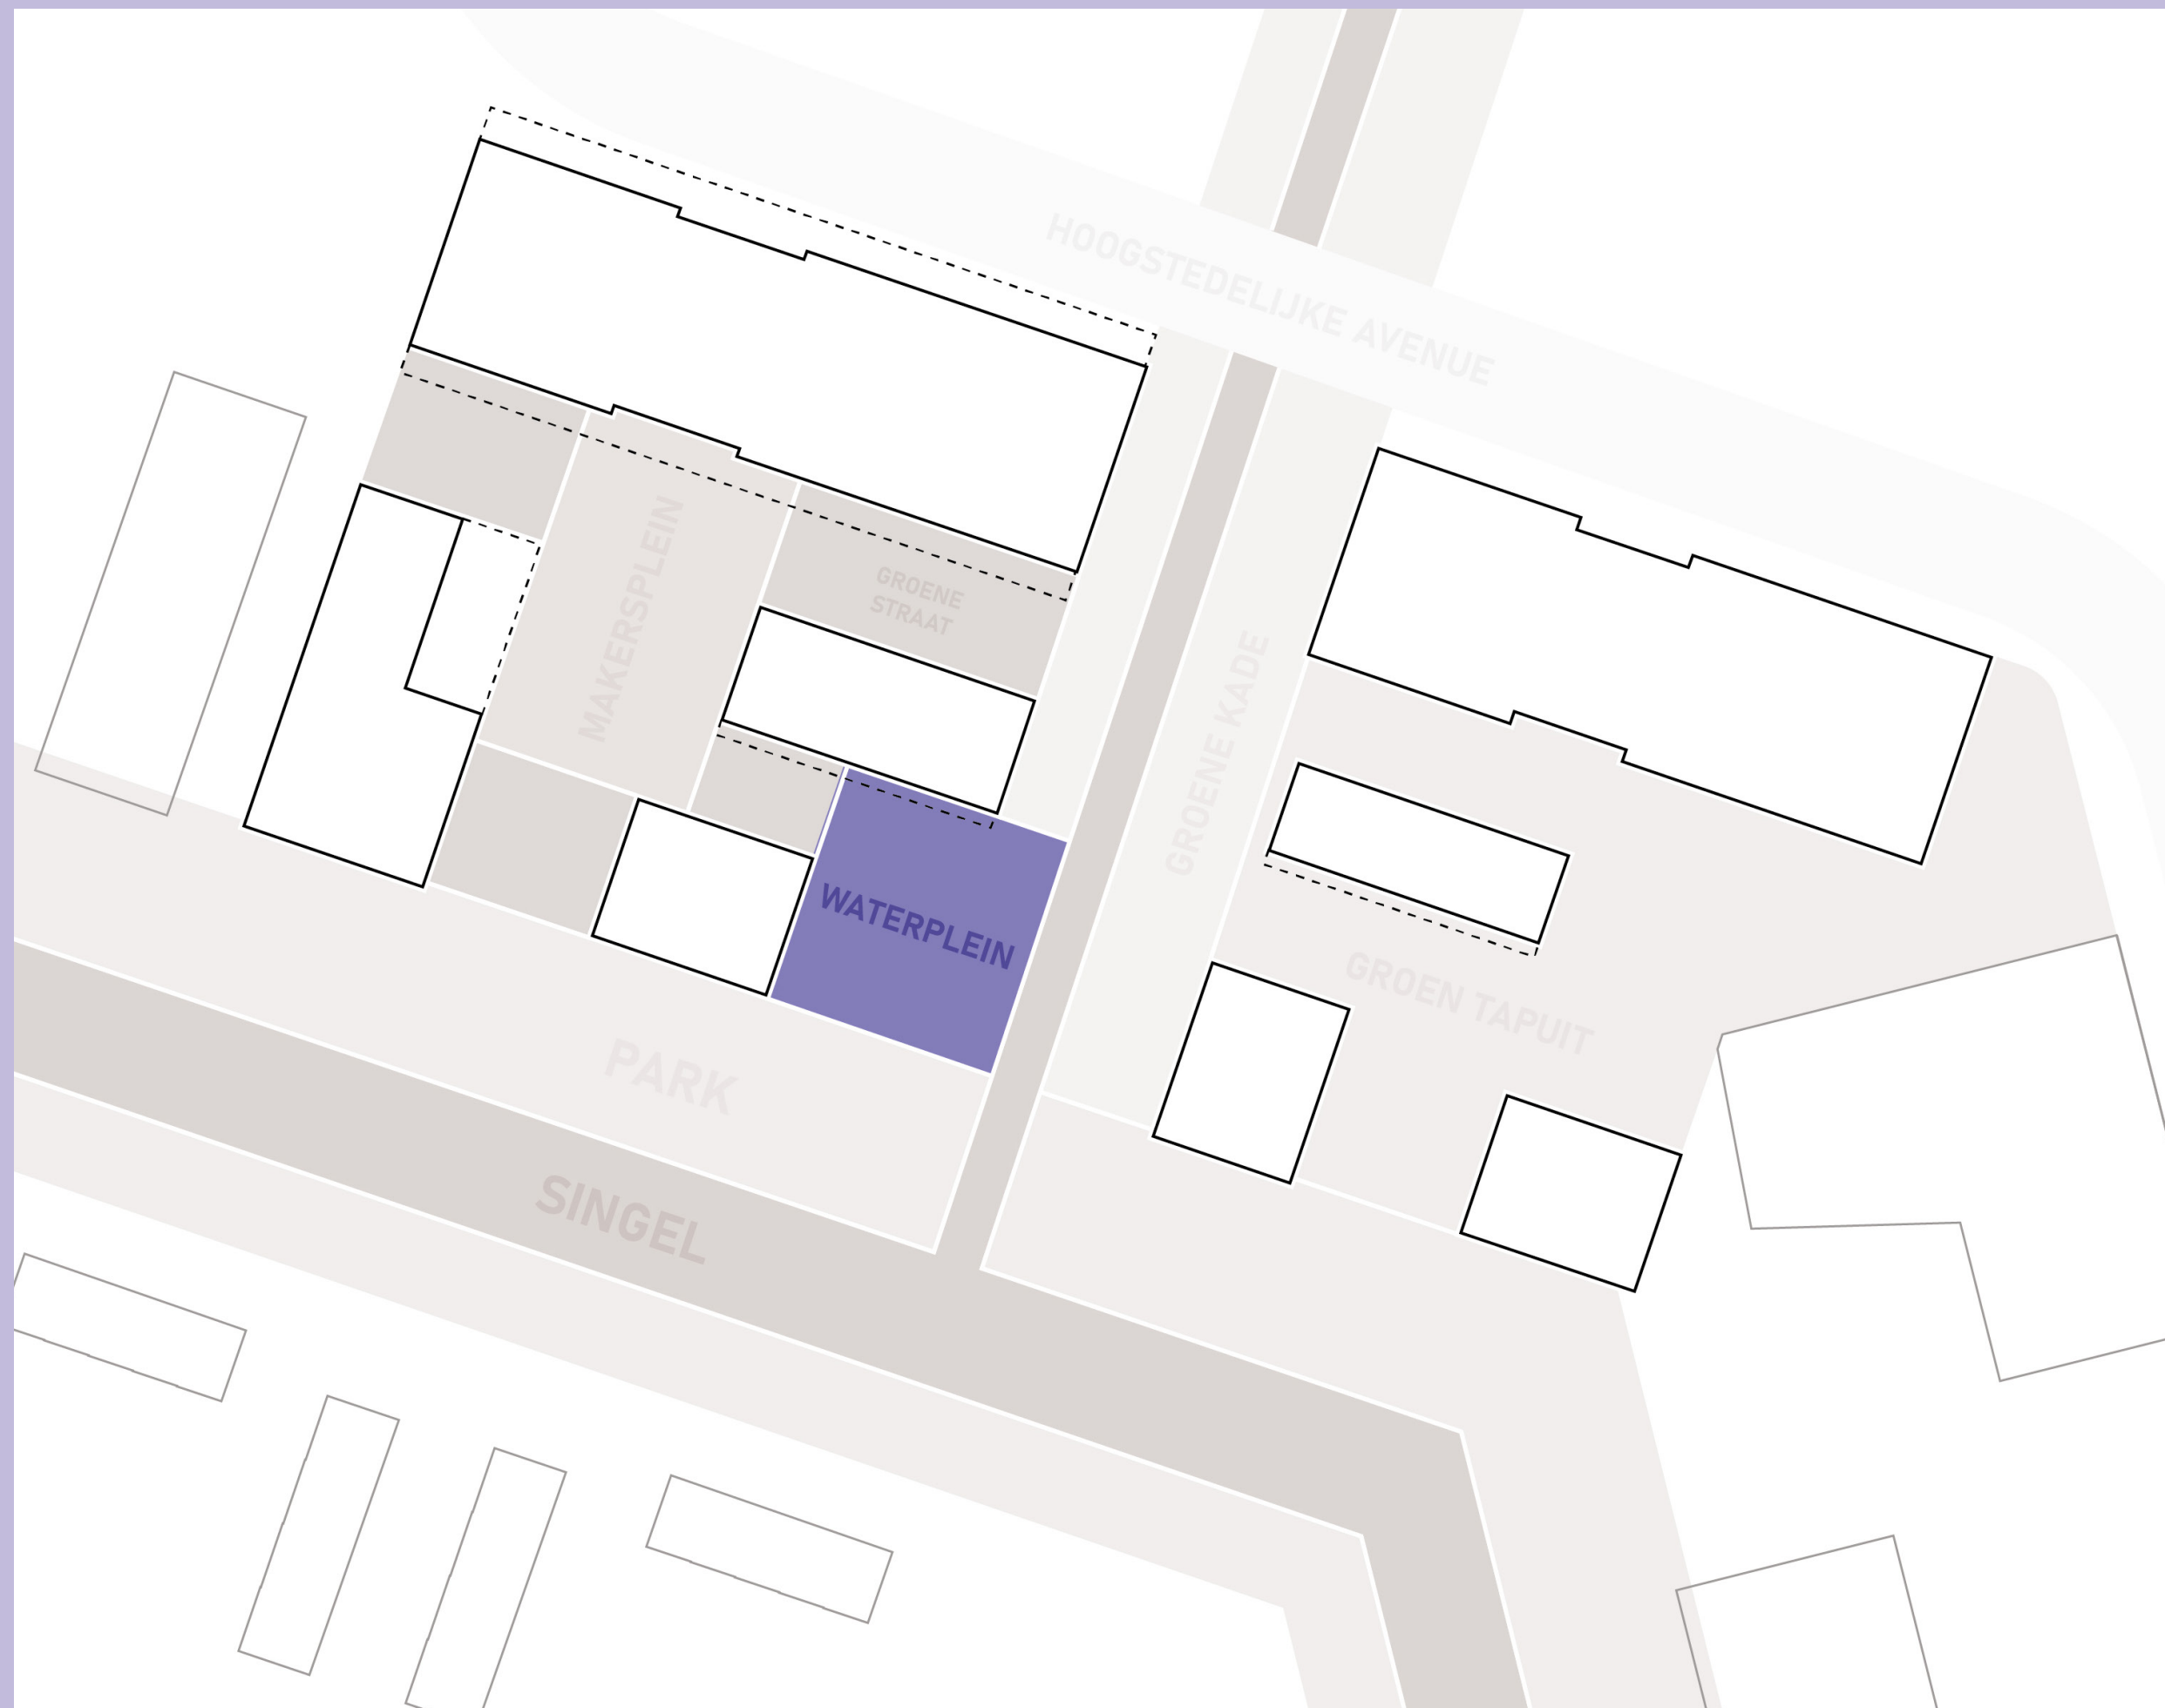 HOOGSTEDELIJKE AVENUE
MAKERSPLEIN
GROENE
STRAAT
GROENE KADE
WATERPLEIN
GROEN TAPUIT
PARK
SINGEL